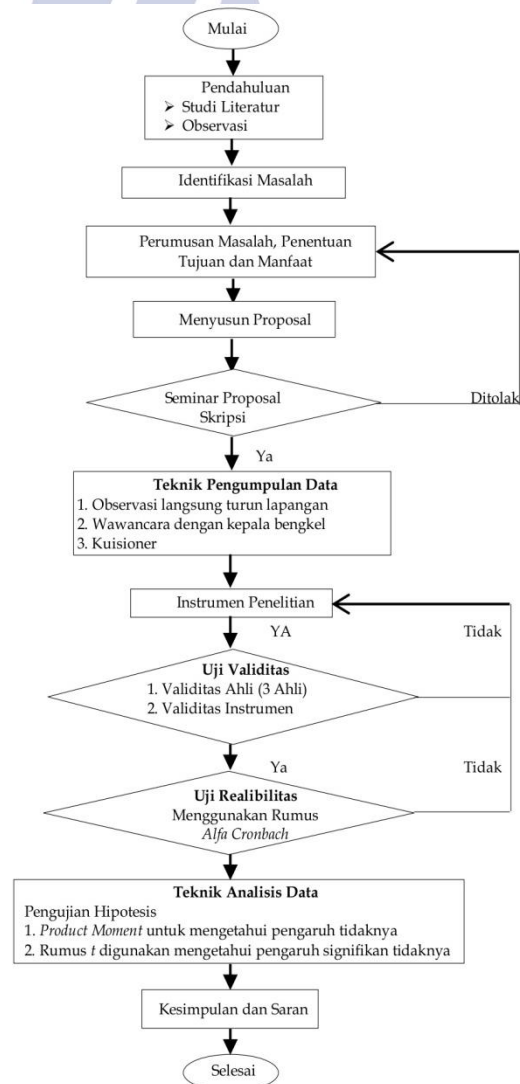 Mulai
Pendahuluan
➢ Studi Literatur
➢ Observasi
Identifikasi Masalah
Perumusan Masalah, Penentuan
Tujuan dan Manfaat
Menyusun Proposal
Seminar Proposal
Skripsi
Ditolak
Ya
Teknik Pengumpulan Data
1. Observasi langsung turun lapangan
2. Wawancara dengan kepala bengkel
3. Kuisioner
Instrumen Penelitian
YA
Tidak
Uji Validitas
1. Validitas Ahli (3 Ahli)
2. Validitas Instrumen
Ya
Tidak
Uji Realibilitas
Menggunakan Rumus
Alfa Cronbach
Teknik Analisis Data
Pengujian Hipotesis
1. Product Moment untuk mengetahui pengaruh tidaknya
2. Rumus t digunakan mengetahui pengaruh signifikan tidaknya
Kesimpulan dan Saran
Selesai